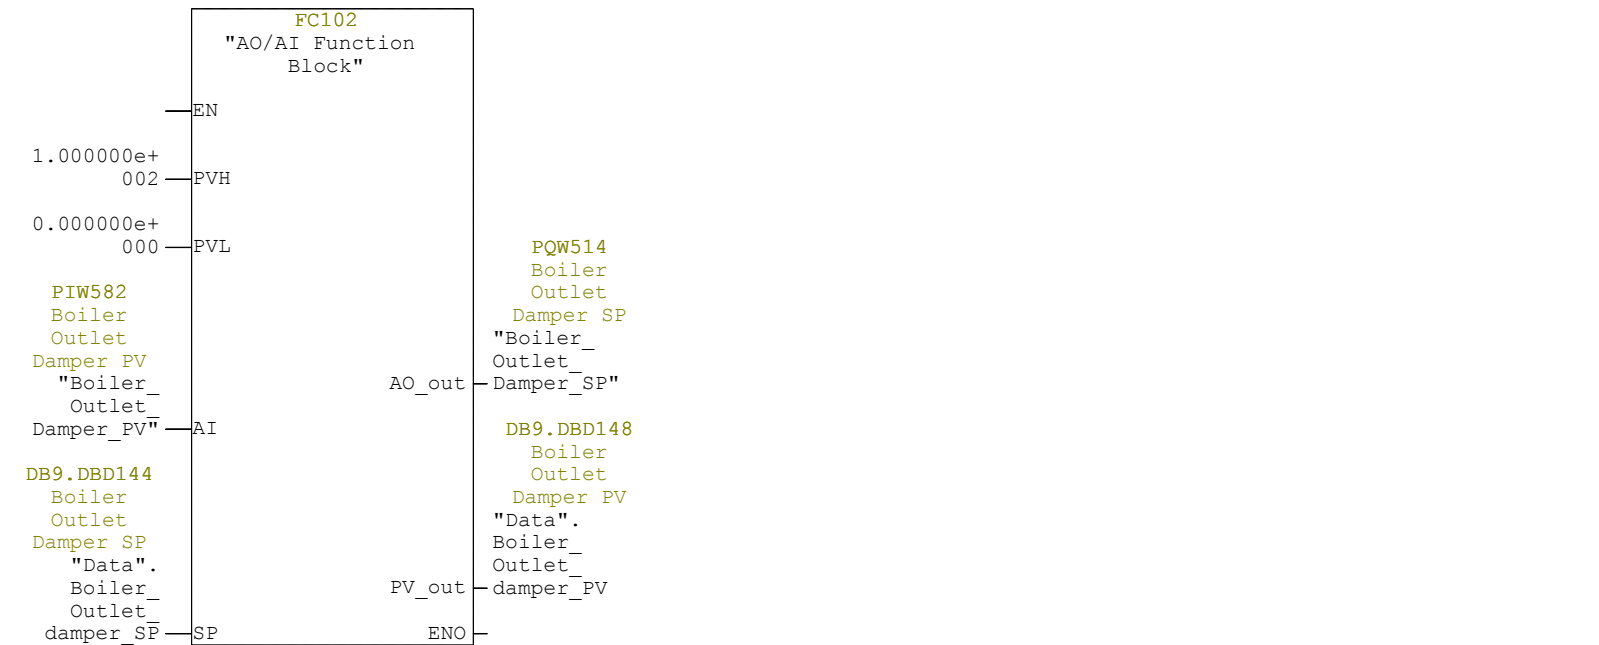 FC102
"AO/AI Function
Block"
EN
1.000000e+
002
PVH
0.000000e+
000
PVL
PIW582
Boiler
Outlet
Damper PV
"Boiler_
Outlet_
Damper_PV"
AI
DB9.DBD144
Boiler
Outlet
Damper SP
"Data".
Boiler_
Outlet_
damper_SP
SP
PQW514
Boiler
Outlet
Damper SP
"Boiler_
Outlet_
Damper_SP"
AO_out
DB9.DBD148
Boiler
Outlet
Damper PV
"Data".
Boiler_
Outlet_
damper_PV
PV_out
ENO